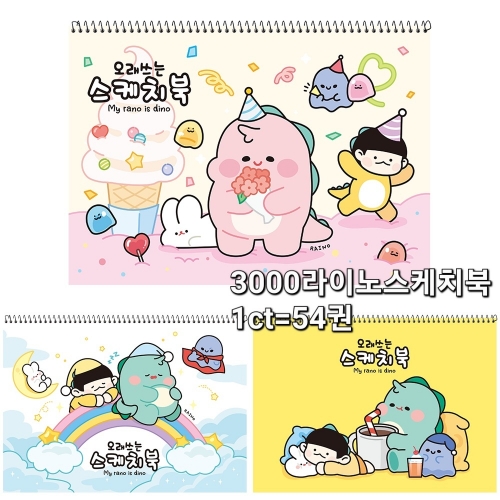 오래쓰는
스케치북
My rano is dino
RAINO
3000라이노스케치북
1ct=54권
오래쓰는
스케치북
My rano is dino
RAINO
오래쓰는
스케치북
My rano is dino